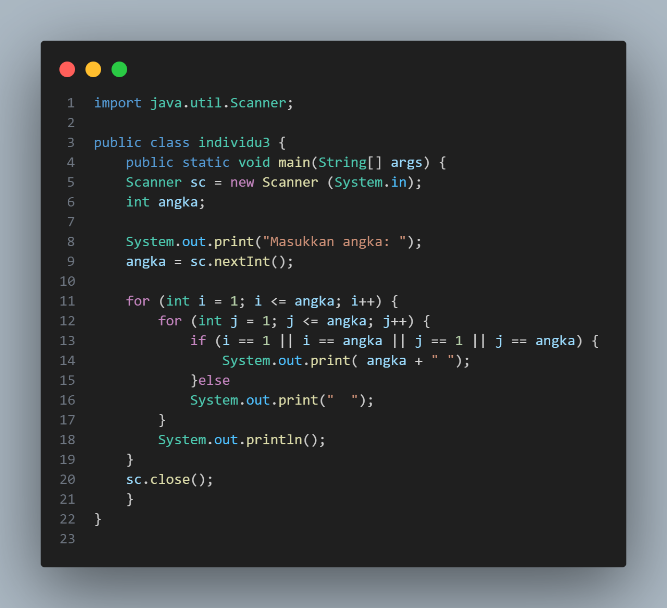 1 import java.util.Scanner;
2
3 public class individu3 {
4     public static void main(String[] args) {
5     Scanner sc = new Scanner (System.in);
6     int angka;
7
8     System.out.print("Masukkan angka: ");
9     angka = sc.nextInt();
10
11     for (int i = 1; i <= angka; i++) {
12         for (int j = 1; j <= angka; j++) {
13             if (i == 1 || i == angka || j == 1 || j == angka) {
14                 System.out.print( angka + " ");
15             }else
16             System.out.print("  ");
17         }
18         System.out.println();
19     }
20     sc.close();
21     }
22 }
23